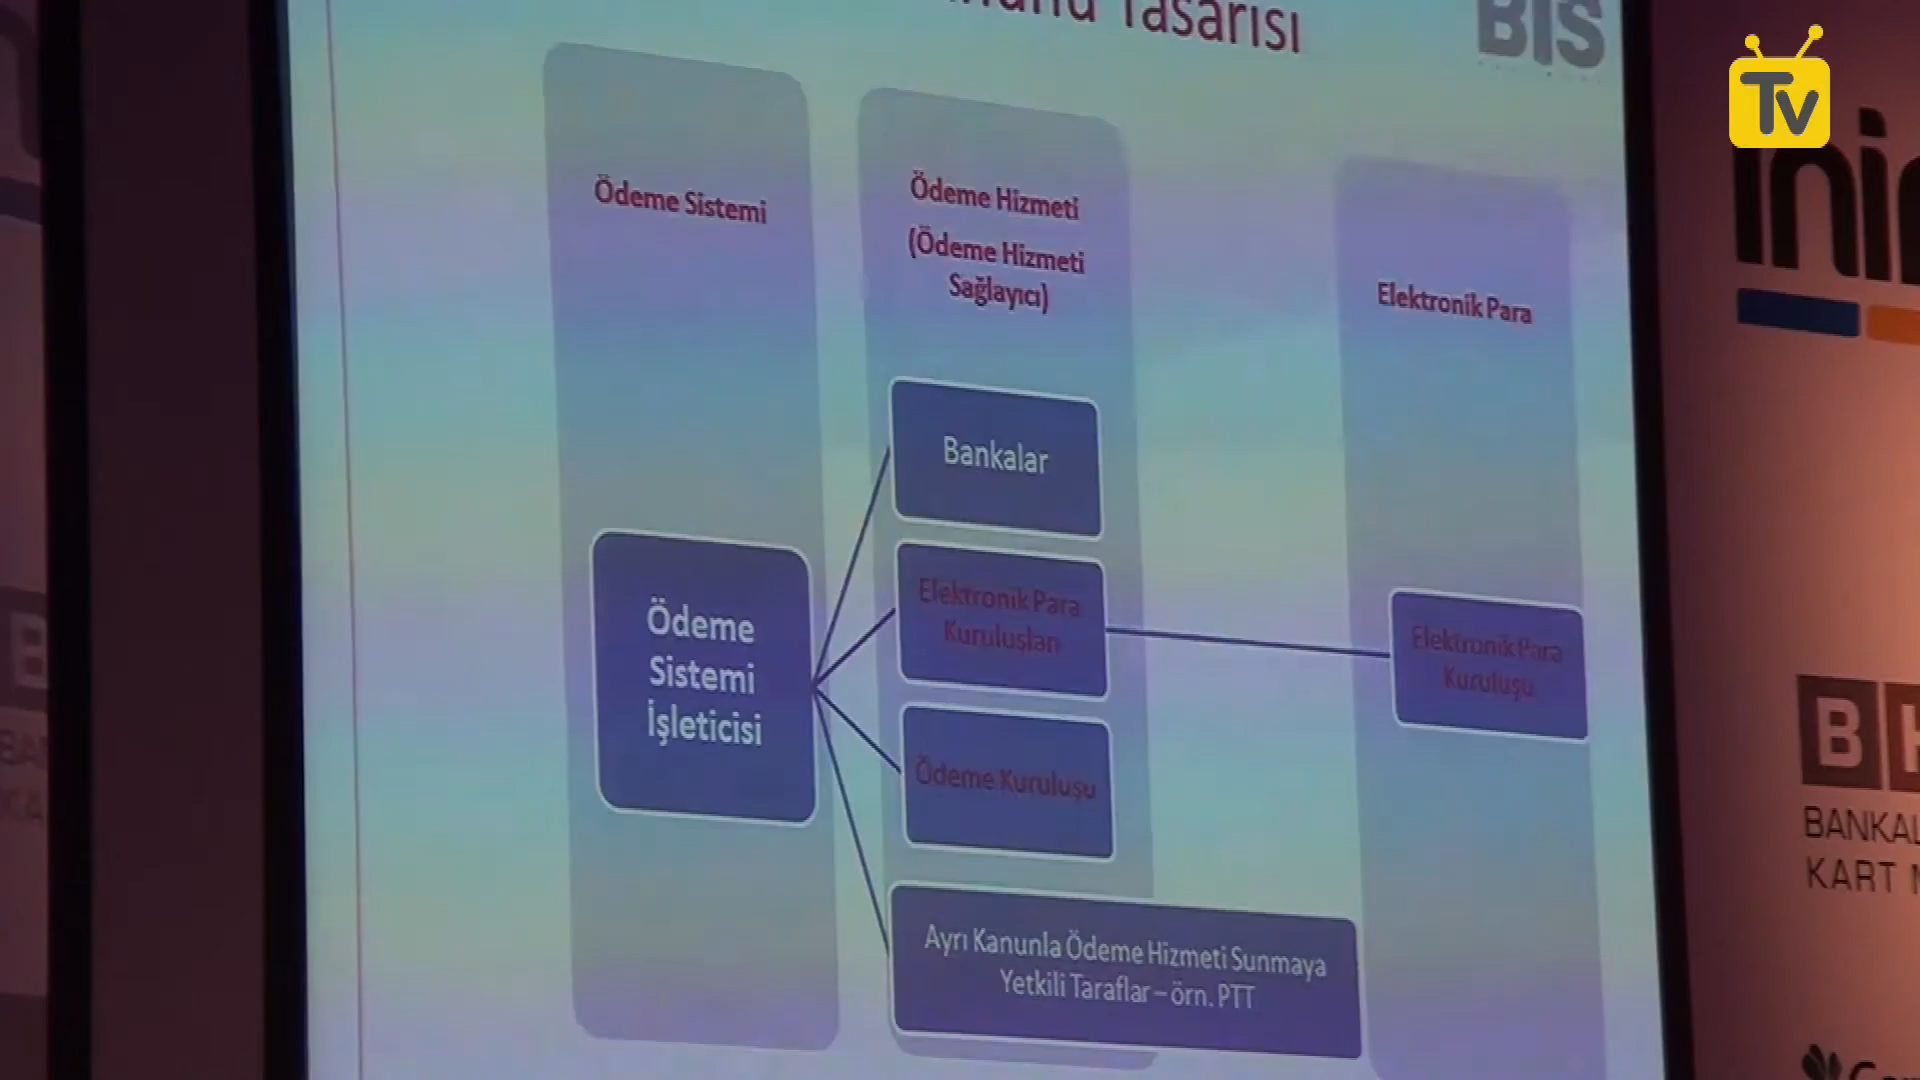 Tasarısı
BIS
Tv
Ödeme Sistemi
Ödeme Hizmeti
(Ödeme Hizmeti
Sağlayıcı)
Elektronik Para
Bankalar
Elektronik Para
Kuruluşları
Ödeme
Sistemi
İşleticisi
Elektronik Para
Kuruluşu
Ödeme Kuruluşu
Ayrı Kanunla Ödeme Hizmeti Sunmaya
Yetkili Taraflar – örn. PTT
B
KART